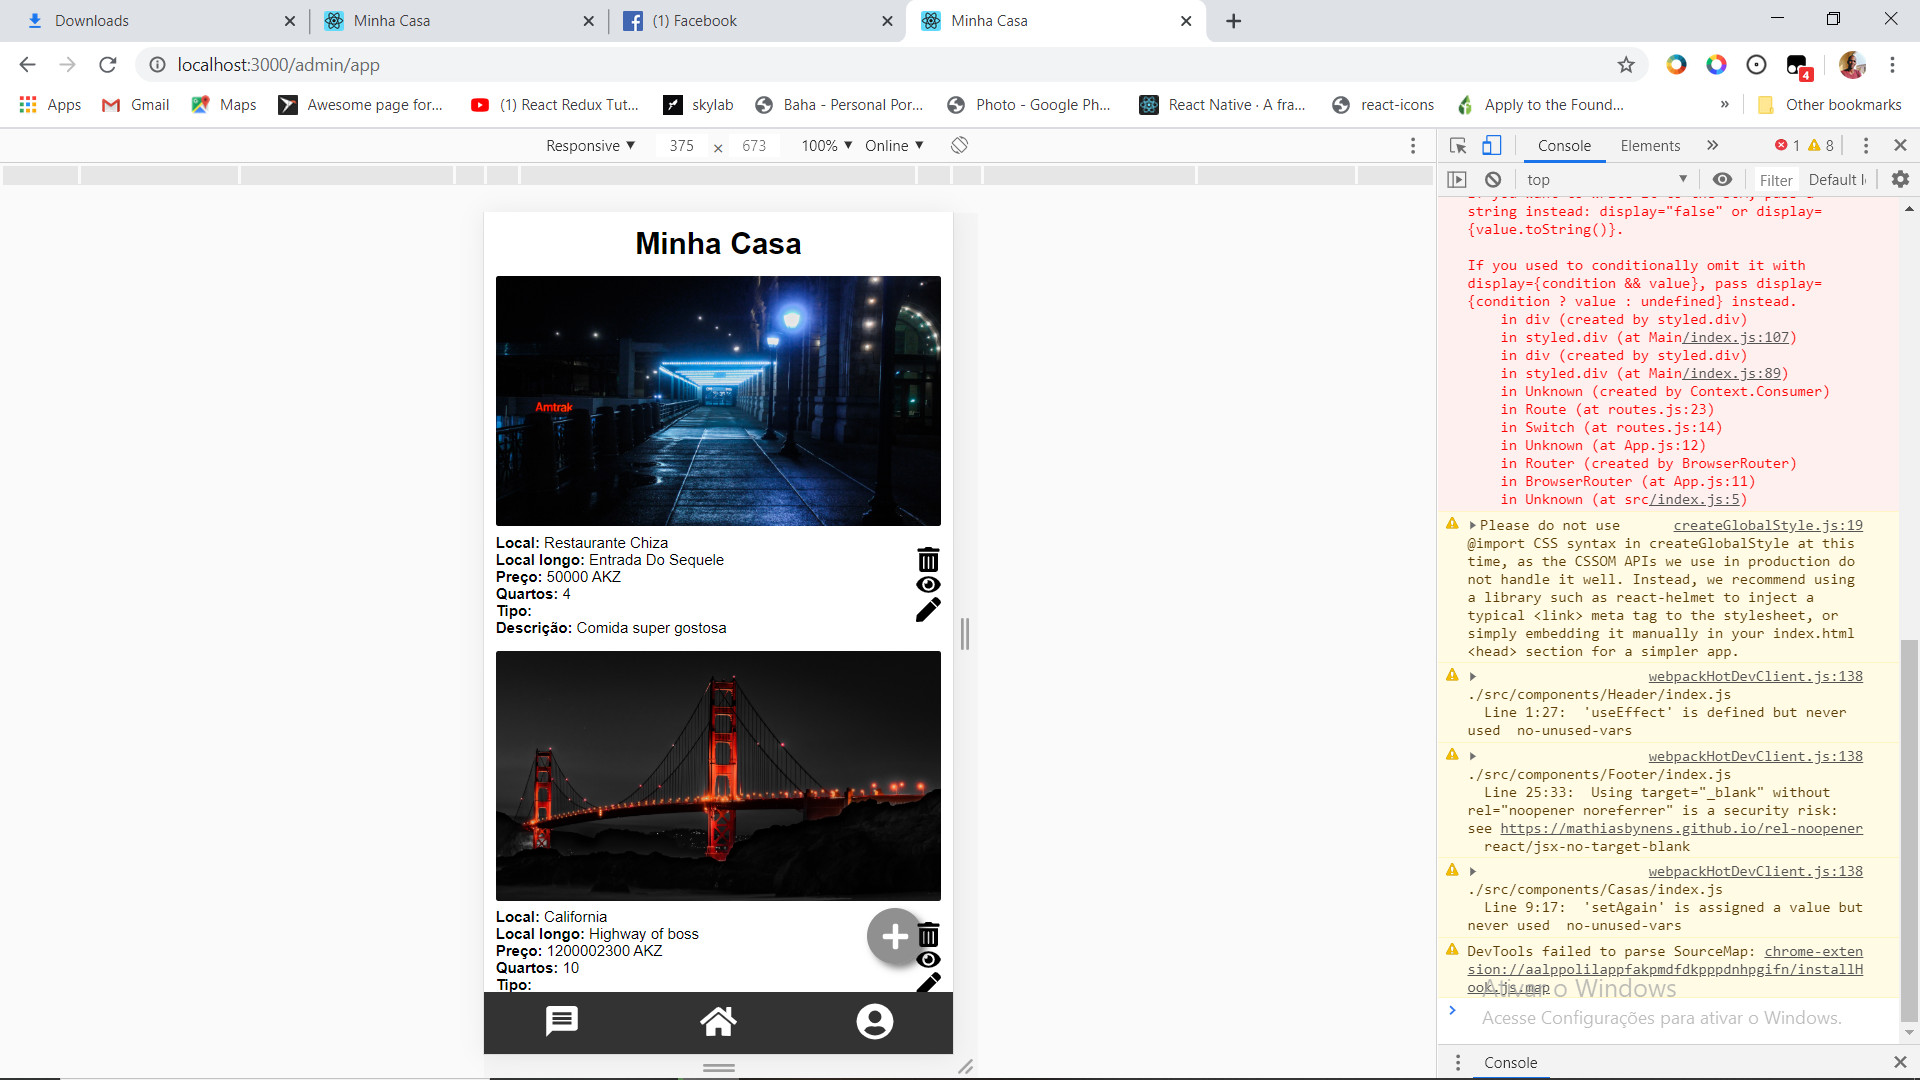 Downloads
Minha Casa
(1) Facebook
Minha Casa
localhost:3000/admin/app
4
Apps
Gmail
Maps
Awesome page for...
(1) React Redux Tut...
skylab
Baha - Personal Por...
Photo - Google Ph...
React Native · A fra...
react-icons
Apply to the Found...
»
Other bookmarks
Responsive
375 x 673
100%
Online
Console
Elements
»
1
8
top
Filter
Default l
string instead: display="false" or display=
{value.toString()}.
If you used to conditionally omit it with
display={condition && value}, pass display=
{condition ? value : undefined} instead.
in div (created by styled.div)
in styled.div (at Main/index.js:107)
in div (created by styled.div)
in styled.div (at Main/index.js:89)
in Unknown (created by Context.Consumer)
in Route (at routes.js:23)
in Switch (at routes.js:14)
in Unknown (at App.js:12)
in Router (created by BrowserRouter)
in BrowserRouter (at App.js:11)
in Unknown (at src/index.js:5)
Please do not use createGlobalStyle.js:19
@import CSS syntax in createGlobalStyle at this
time, as the CSSOM APIs we use in production do
not handle it well. Instead, we recommend using
a library such as react-helmet to inject a
typical <link> meta tag to the stylesheet, or
simply embedding it manually in your index.html
<head> section for a simpler app.
webpackHotDevClient.js:138
./src/components/Header/index.js
Line 1:27: 'useEffect' is defined but never
used no-unused-vars
webpackHotDevClient.js:138
./src/components/Footer/index.js
Line 25:33: Using target="_blank" without
rel="noopener noreferrer" is a security risk:
see https://mathiasbynens.github.io/rel-noopener
react/jsx-no-target-blank
webpackHotDevClient.js:138
./src/components/Casas/index.js
Line 9:17: 'setAgain' is assigned a value but
never used no-unused-vars
DevTools failed to parse SourceMap: chrome-exten
sion://aalppolilappfakpmdfdkpppdnhpgifn/installH
ook.js.map
Ativar o Windows
Acesse Configurações para ativar o Windows.
Console
Minha Casa
Amtrak
Local: Restaurante Chiza
Local longo: Entrada Do Sequele
Preço: 50000 AKZ
Quartos: 4
Tipo:
Descrição: Comida super gostosa
Local: California
Local longo: Highway of boss
Preço: 1200002300 AKZ
Quartos: 10
Tipo: